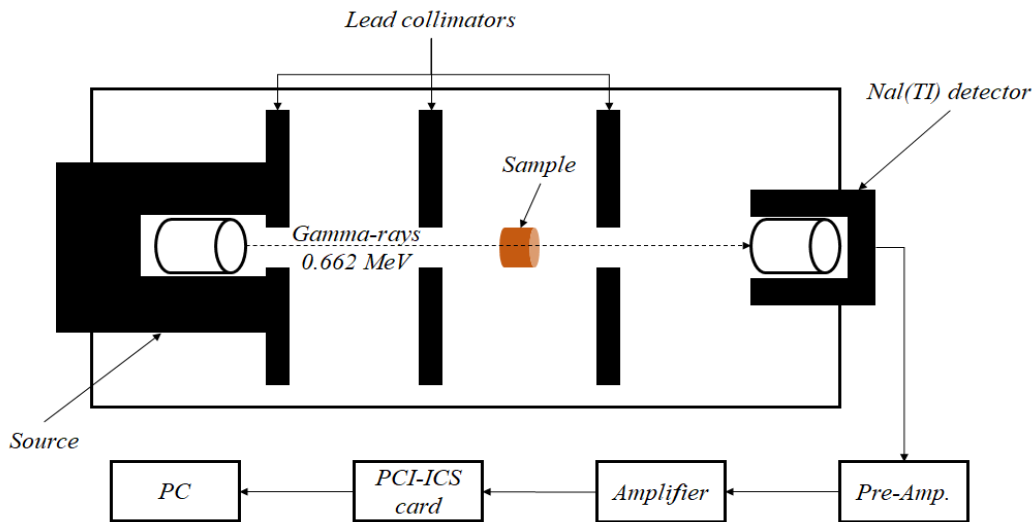 Lead collimators
NaI(TI) detector
Sample
Gamma-rays
0.662 MeV
Source
PC
PCI-ICS
card
Amplifier
Pre-Amp.